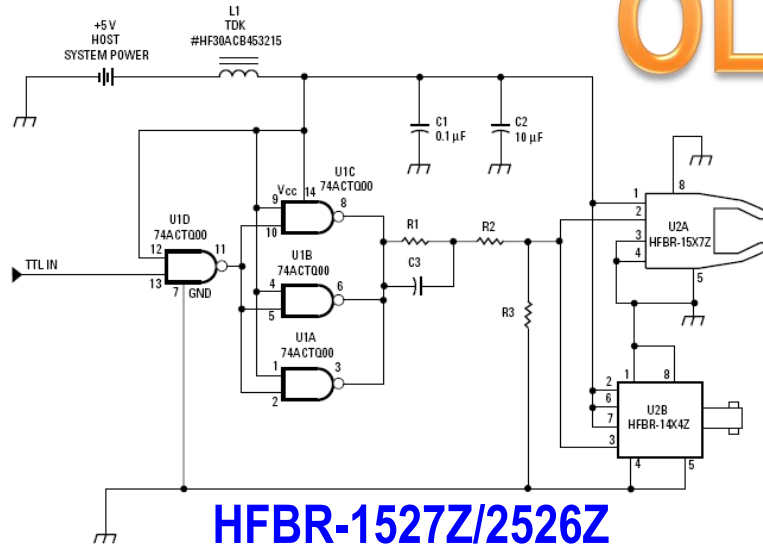 OL
L1
TDK
#HF30ACB453215
+5 V
HOST
SYSTEM POWER
C1
0.1 µF
C2
10 µF
U1C
74ACTQ00
Vcc
14
9
10
8
U1D
74ACTQ00
12
13
11
7
GND
TTL IN
U1B
74ACTQ00
4
5
6
U1A
74ACTQ00
1
2
3
R1
R2
C3
R3
8
1
2
3
4
5
U2A
HFBR-15X7Z
1
8
2
6
7
3
4
5
U2B
HFBR-14X4Z
HFBR-1527Z/2526Z